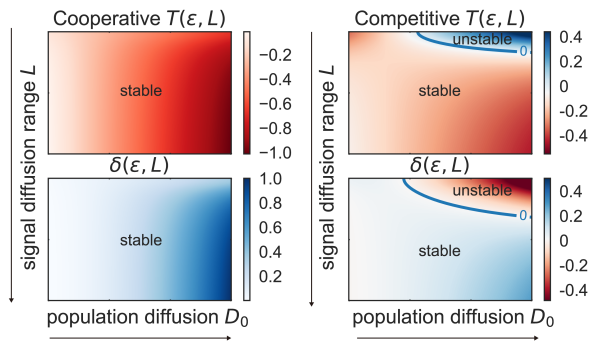 Cooperative T(ε, L)
stable
−0.2
−0.4
−0.6
−0.8
−1.0
δ(ε, L)
stable
1.0
0.8
0.6
0.4
0.2
signal diffusion range L
population diffusion D₀
Competitive T(ε, L)
unstable
0
stable
0.4
0.2
0
-0.2
-0.4
δ(ε, L)
unstable
0
stable
0.4
0.2
0
-0.2
-0.4
signal diffusion range L
population diffusion D₀